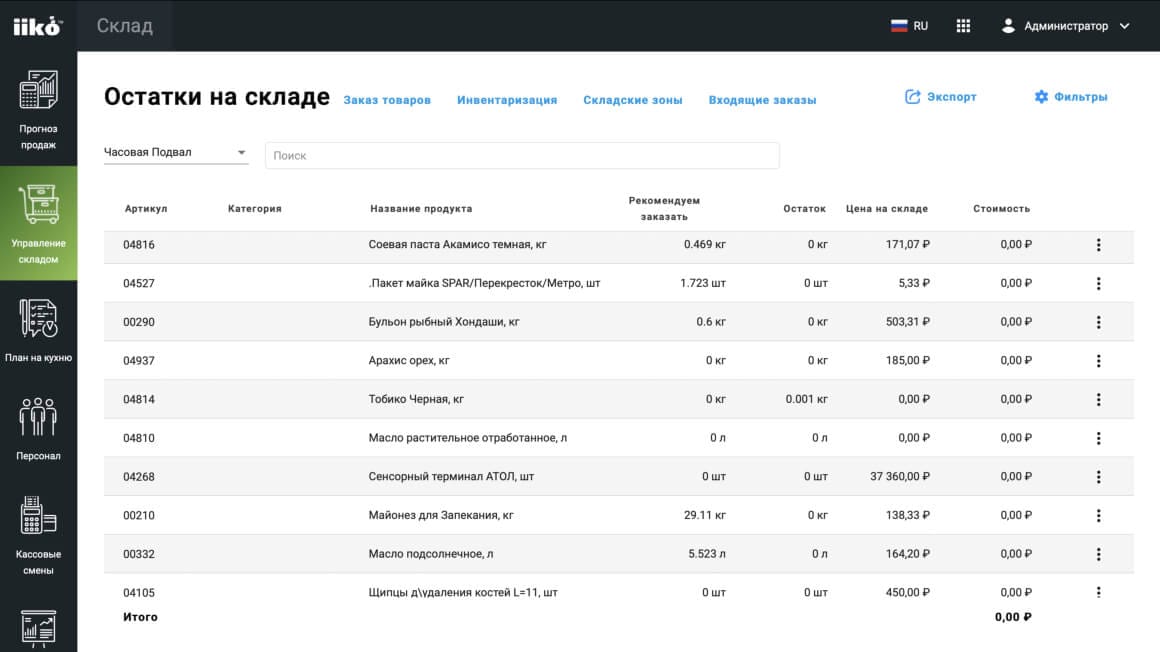 iiko™
Склад
RU
Администратор
Прогноз
продаж
Управление
складом
План на кухню
Персонал
Кассовые
смены
Остатки на складе
Заказ товаров
Инвентаризация
Складские зоны
Входящие заказы
Экспорт
Фильтры
Часовая Подвал
Поиск
Артикул Категория Название продукта Рекомендуем заказать Остаток Цена на складе Стоимость
04816 Соевая паста Акамисо темная, кг 0.469 кг 0 кг 171,07 ₽ 0,00 ₽
04527 .Пакет майка SPAR/Перекресток/Метро, шт 1.723 шт 0 шт 5,33 ₽ 0,00 ₽
00290 Бульон рыбный Хондаши, кг 0.6 кг 0 кг 503,31 ₽ 0,00 ₽
04937 Арахис орех, кг 0 кг 0 кг 185,00 ₽ 0,00 ₽
04814 Тобико Черная, кг 0 кг 0.001 кг 0,00 ₽ 0,00 ₽
04810 Масло растительное отработанное, л 0 л 0 л 0,00 ₽ 0,00 ₽
04268 Сенсорный терминал АТОЛ, шт 0 шт 0 шт 37 360,00 ₽ 0,00 ₽
00210 Майонез для Запекания, кг 29.11 кг 0 кг 138,33 ₽ 0,00 ₽
00332 Масло подсолнечное, л 5.523 л 0 л 164,20 ₽ 0,00 ₽
04105 Щипцы д\удаления костей L=11, шт 0 шт 0 шт 450,00 ₽ 0,00 ₽
Итого 0,00 ₽